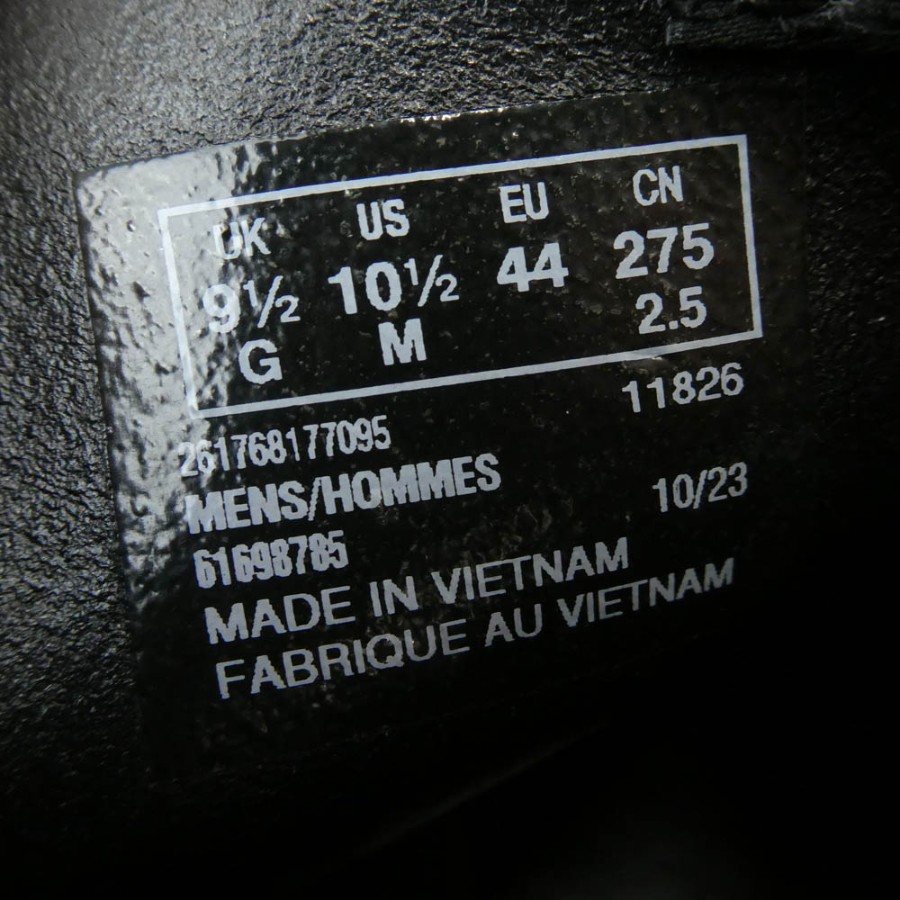 UK US EU CN
9½ 10½ 44 275
G M 2.5
11826
261768177095
MENS/HOMMES
10/23
61698785
MADE IN VIETNAM
FABRIQUE AU VIETNAM